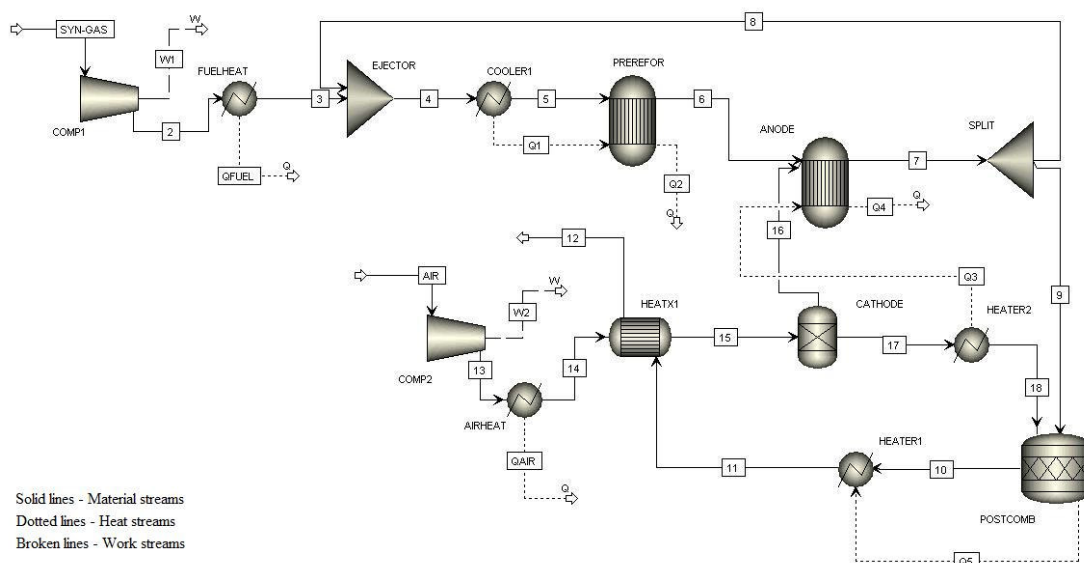 8
SYN-GAS
W
W1
FUELHEAT
EJECTOR
COOLER1
PREREFOR
3
4
5
6
ANODE
SPLIT
COMP1
2
Q1
7
QFUEL
Q
Q2
Q
Q4
Q
12
16
Q3
9
AIR
W
W2
HEATX1
CATHODE
HEATER2
15
17
13
14
COMP2
18
AIRHEAT
HEATER1
QAIR
Q
11
10
POSTCOMB
Q5
Solid lines - Material streams
Dotted lines - Heat streams
Broken lines - Work streams